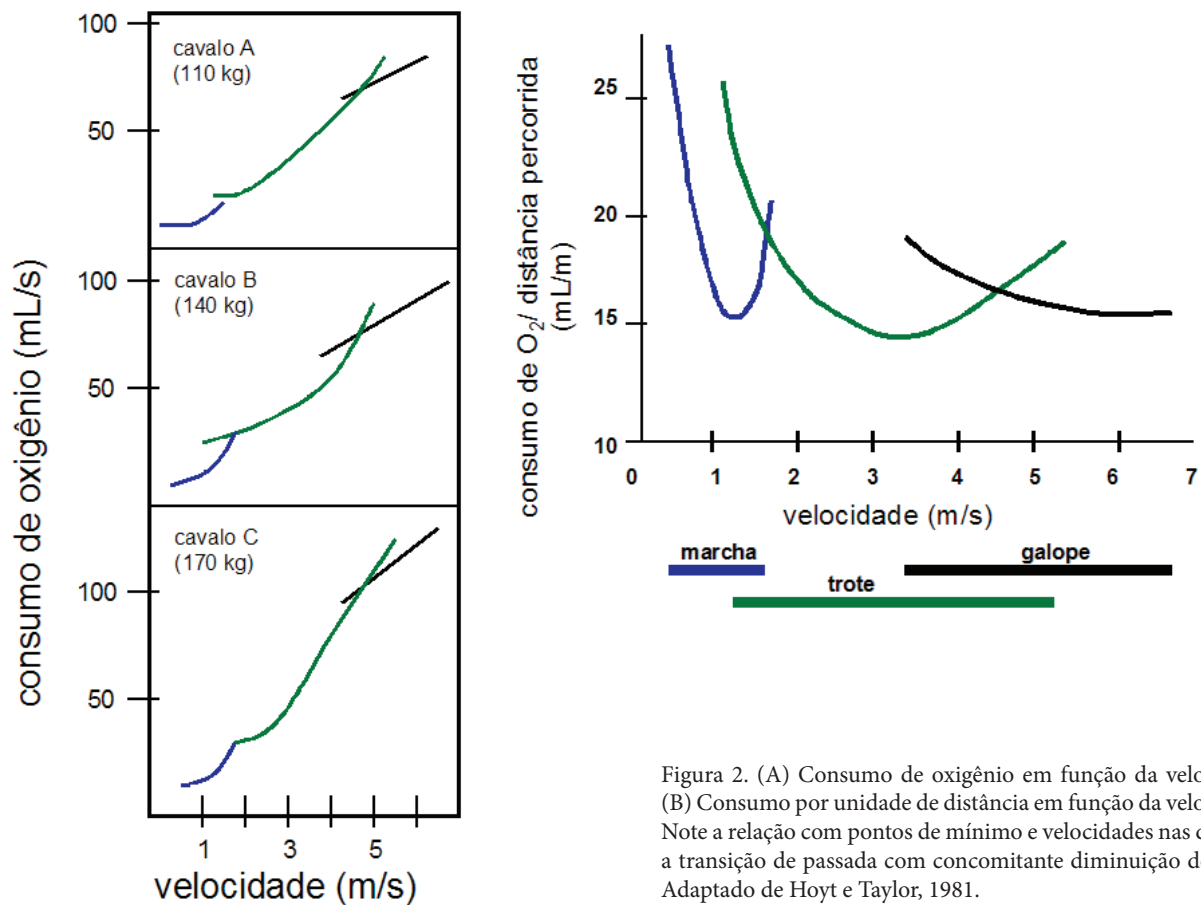 consumo de oxigênio (mL/s)
100
cavalo A
(110 kg)
50
100
cavalo B
(140 kg)
50
cavalo C
(170 kg)
100
50
1 3 5
velocidade (m/s)
consumo de O2/ distância percorrida
(mL/m)
25
20
15
10
0 1 2 3 4 5 6 7
velocidade (m/s)
marcha
galope
trote
Figura 2. (A) Consumo de oxigênio em função da
(B) Consumo por unidade de distância em função da
Note a relação com pontos de mínimo e velocidades nas
a transição de passada com concomitante diminuição
Adaptado de Hoyt e Taylor, 1981.